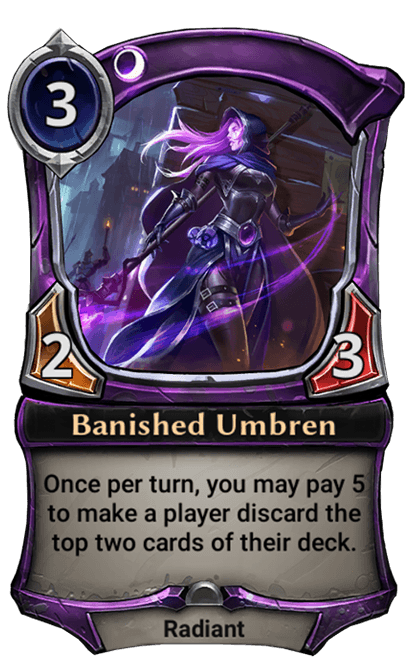 3
2
3
Banished Umbren
Once per turn, you may pay 5
to make a player discard the
top two cards of their deck.
Radiant